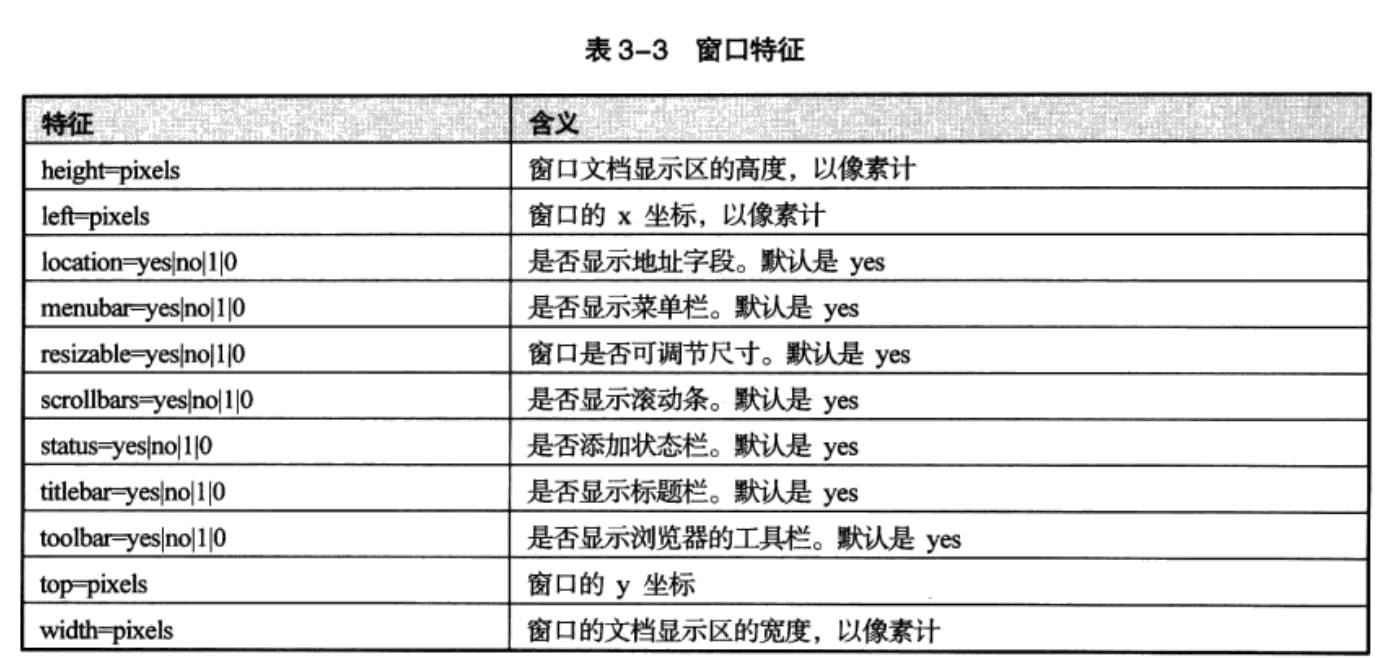 表 3-3 窗口特征
特征 含义
height=pixels 窗口文档显示区的高度，以像素计
left=pixels 窗口的 x 坐标，以像素计
location=yes|no|1|0 是否显示地址字段。默认是 yes
menubar=yes|no|1|0 是否显示菜单栏。默认是 yes
resizable=yes|no|1|0 窗口是否可调节尺寸。默认是 yes
scrollbars=yes|no|1|0 是否显示滚动条。默认是 yes
status=yes|no|1|0 是否添加状态栏。默认是 yes
titlebar=yes|no|1|0 是否显示标题栏。默认是 yes
toolbar=yes|no|1|0 是否显示浏览器的工具栏。默认是 yes
top=pixels 窗口的 y 坐标
width=pixels 窗口的文档显示区的宽度，以像素计